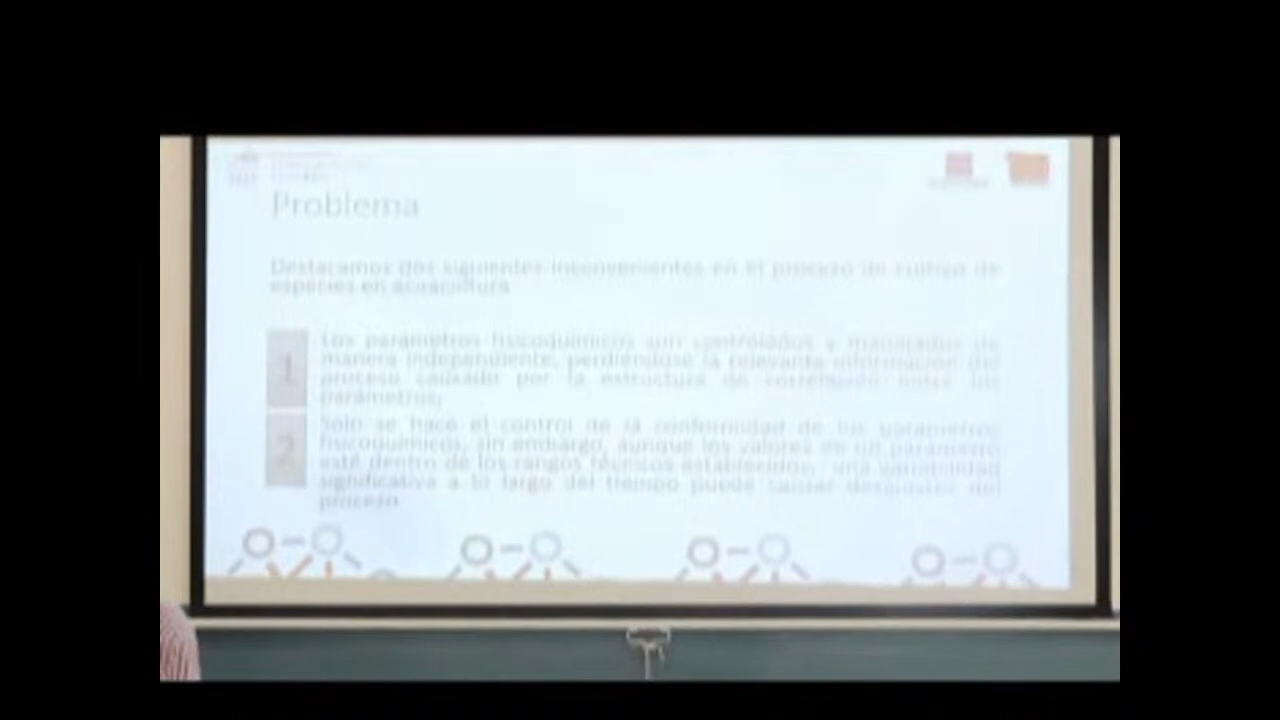 Problema
Destacamos dos siguientes inconvenientes en el proceso de cultivo de
especies en acuacultura
1
Los parámetros fisicoquímicos son controlados y manejados de
manera independiente, perdiéndose la relevante información del
proceso causado por la estructura de correlación entre los
parámetros;
2
Solo se hace el control de la conformidad de los parámetros
fisicoquímicos, sin embargo, aunque los valores de un parámetro
esté dentro de los rangos técnicos establecidos, una variabilidad
significativa a lo largo del tiempo puede causar desajustes del
proceso